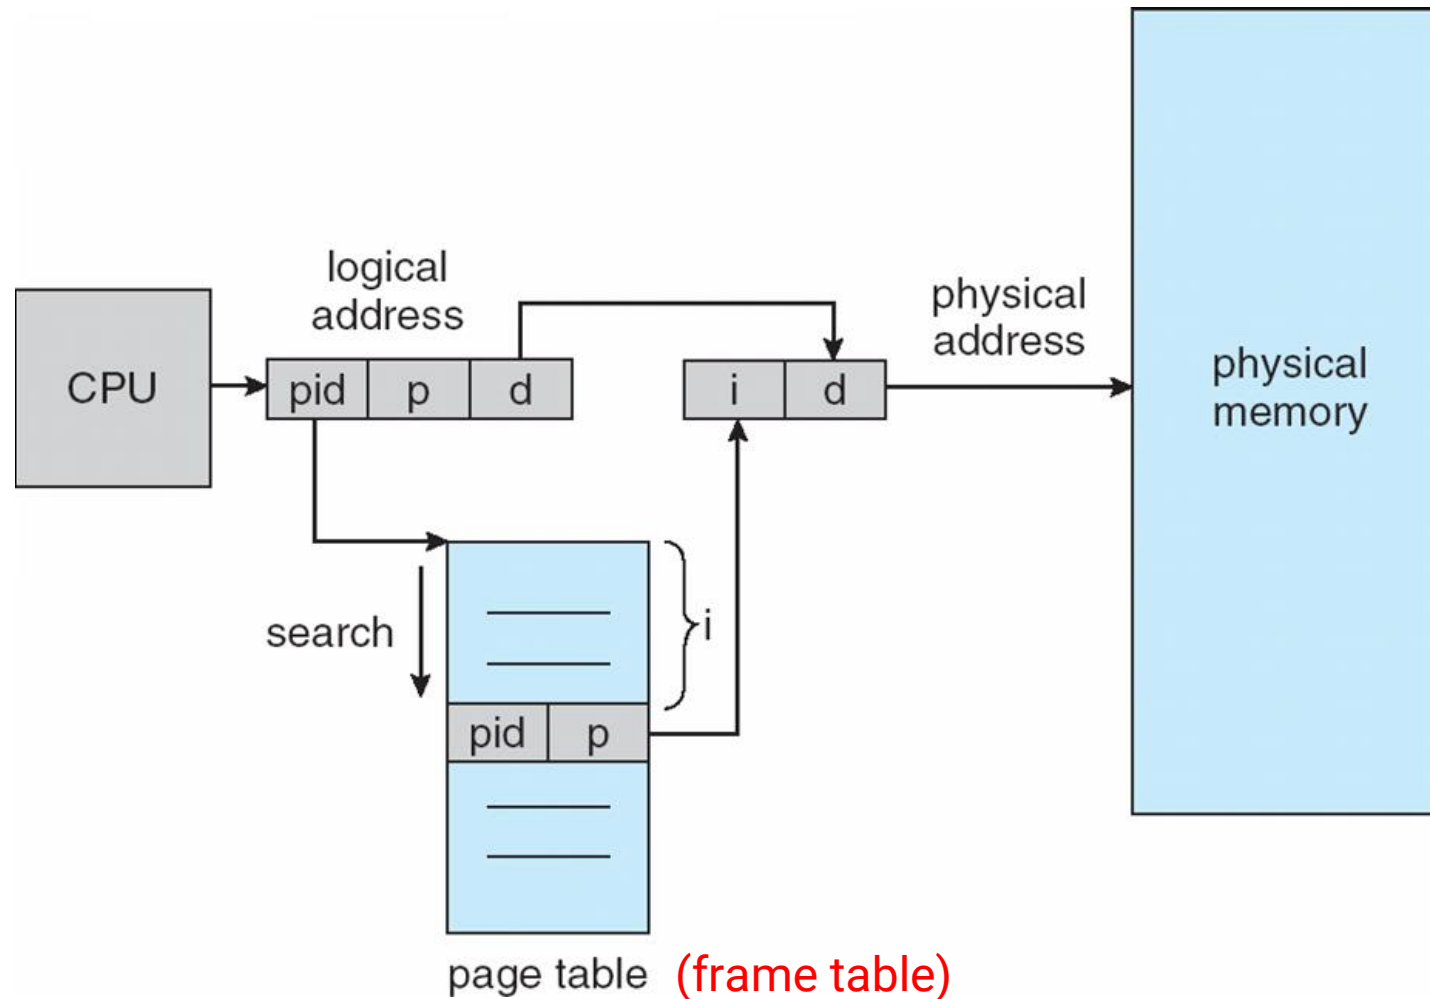 logical
address
physical
address
CPU
pid p d
i d
physical
memory
search
i
pid p
page table (frame table)